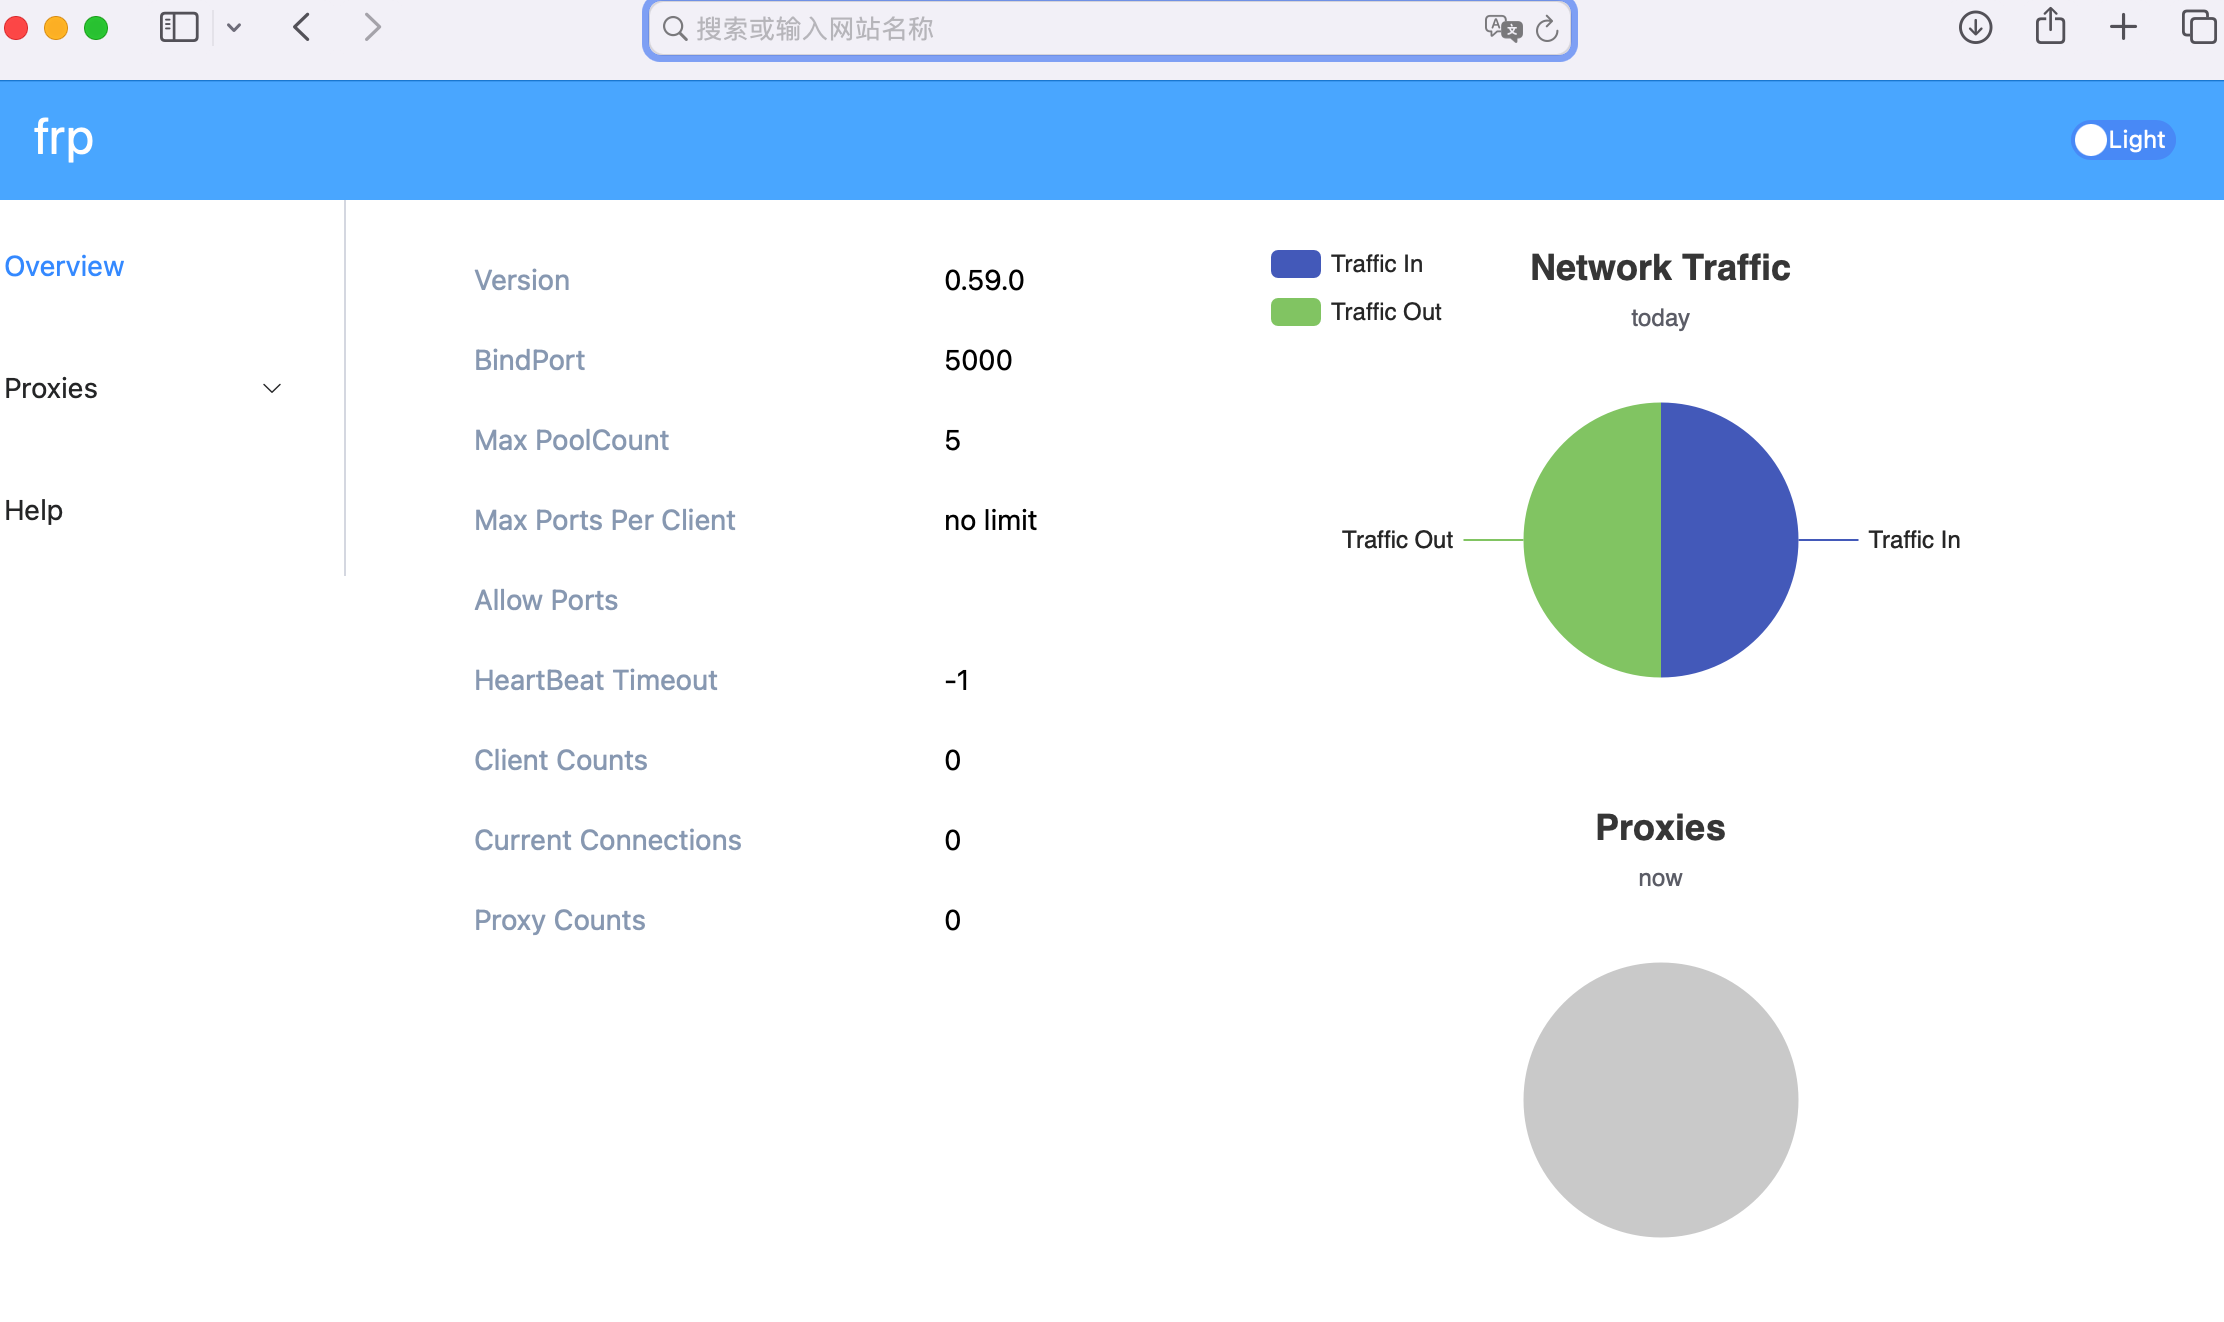 搜索或输入网站名称
frp
Light
Overview
Proxies
Help
Version 0.59.0
BindPort 5000
Max PoolCount 5
Max Ports Per Client no limit
Allow Ports
HeartBeat Timeout -1
Client Counts 0
Current Connections 0
Proxy Counts 0
Traffic In
Traffic Out
Network Traffic
today
Traffic Out
Traffic In
Proxies
now